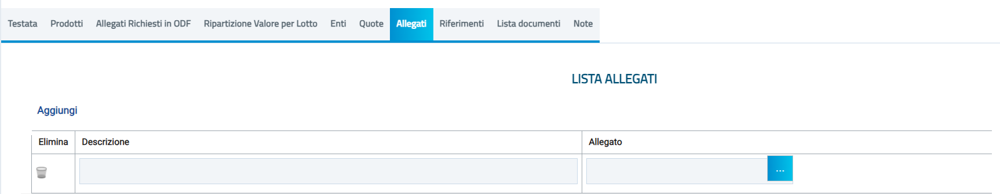 Testata Prodotti Allegati Richiesti in ODF Ripartizione Valore per Lotto Enti Quote Allegati Riferimenti Lista documenti Note
LISTA ALLEGATI
Aggiungi
Elimina Descrizione Allegato
...